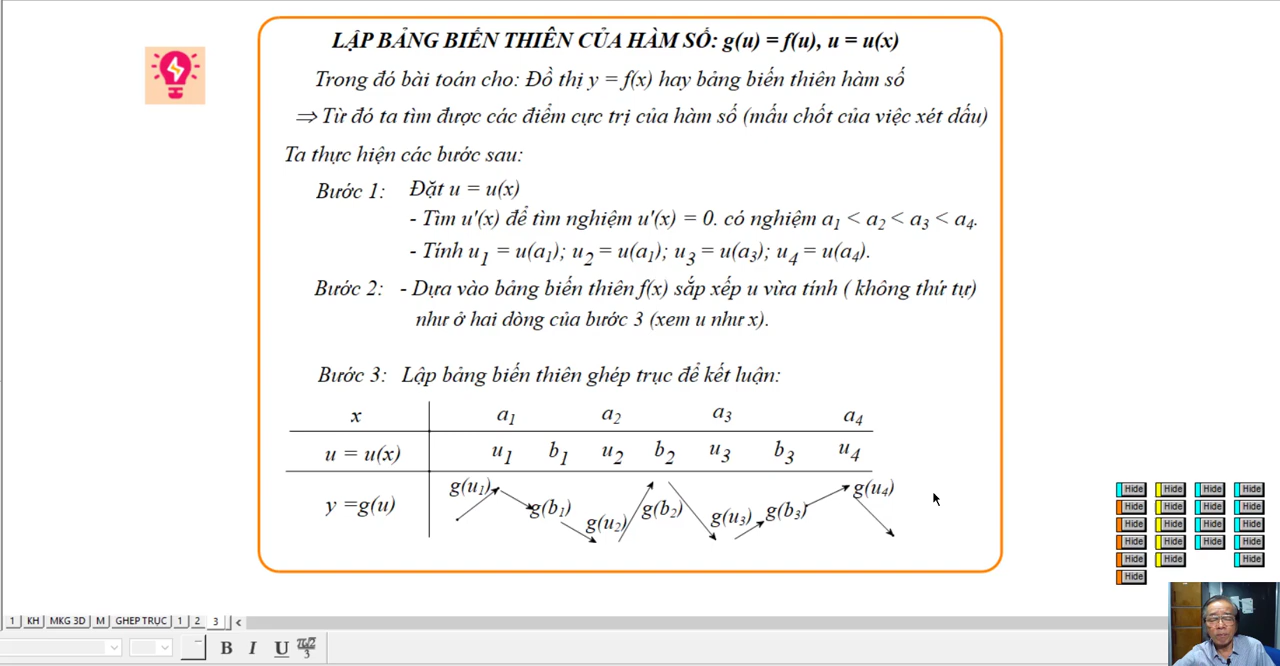 LẬP BẢNG BIẾN THIÊN CỦA HÀM SỐ: g(u) = f(u), u = u(x)
Trong đó bài toán cho: Đồ thị y = f(x) hay bảng biến thiên hàm số
⇒ Từ đó ta tìm được các điểm cực trị của hàm số (mấu chốt của việc xét dấu)
Ta thực hiện các bước sau:
Bước 1: Đặt u = u(x)
- Tìm u'(x) để tìm nghiệm u'(x) = 0. có nghiệm a1 < a2 < a3 < a4.
- Tính u1 = u(a1); u2 = u(a1); u3 = u(a3); u4 = u(a4).
Bước 2: - Dựa vào bảng biến thiên f(x) sắp xếp u vừa tính ( không thứ tự)
như ở hai dòng của bước 3 (xem u như x).
Bước 3: Lập bảng biến thiên ghép trục để kết luận:
x a1 a2 a3 a4
u = u(x) u1 b1 u2 b2 u3 b3 u4
y =g(u) g(u1) g(b1) g(u2) g(b2) g(u3) g(b3) g(u4)
Hide Hide Hide Hide
Hide Hide Hide Hide
Hide Hide Hide Hide
Hide Hide Hide Hide
Hide Hide Hide
Hide
1 KH MKG 3D M GHEP TRỤC 1 2 3
B I U